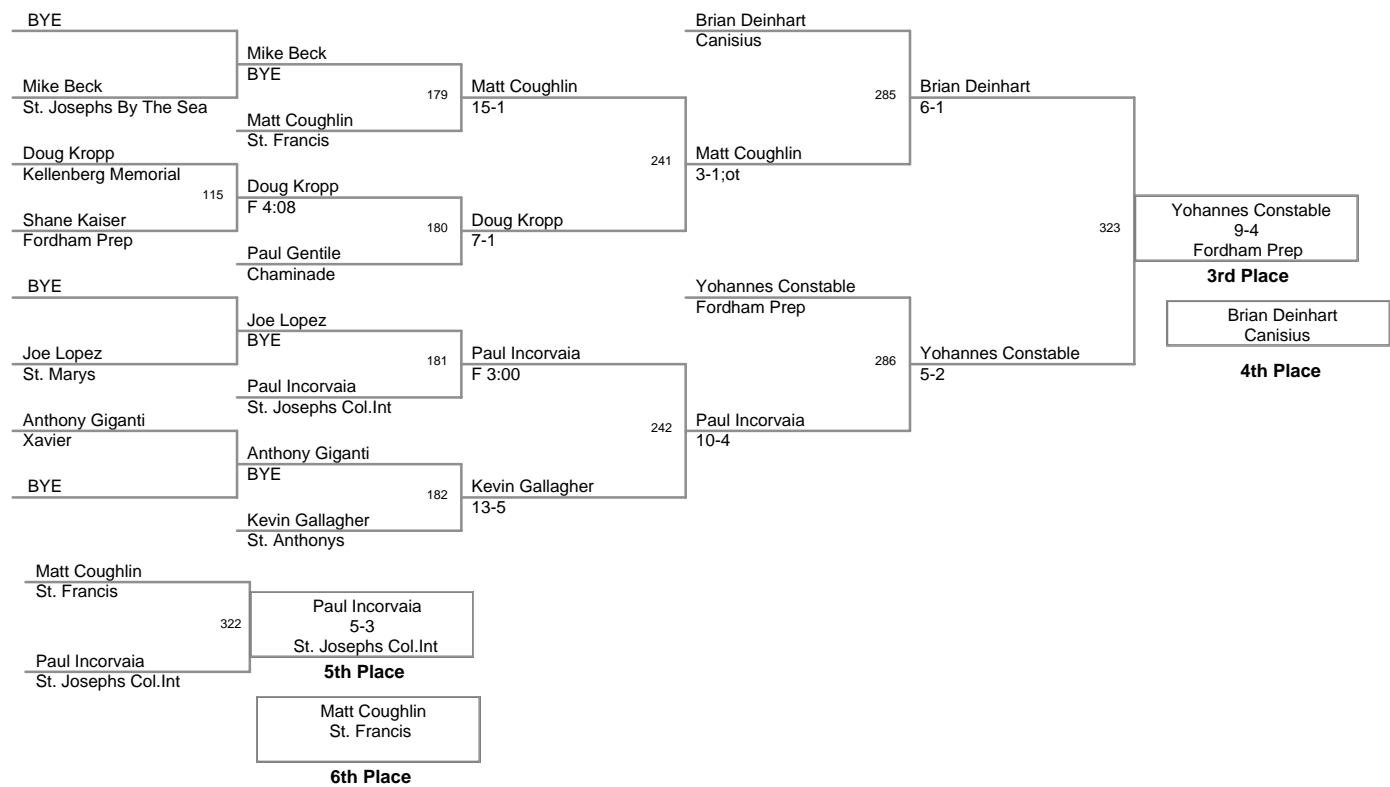 BYE
Mike Beck
St. Josephs By The Sea
Doug Kropp
Kellenberg Memorial
115
Shane Kaiser
Fordham Prep
BYE
Joe Lopez
St. Marys
Anthony Giganti
Xavier
BYE
Mike Beck
BYE
179
Matt Coughlin
St. Francis
Doug Kropp
F 4:08
180
Paul Gentile
Chaminade
Joe Lopez
BYE
181
Paul Incorvaia
St. Josephs Col.Int
Anthony Giganti
BYE
182
Kevin Gallagher
St. Anthonys
Matt Coughlin
15-1
241
Doug Kropp
7-1
Paul Incorvaia
F 3:00
242
Kevin Gallagher
13-5
Brian Deinhart
Canisius
285
Matt Coughlin
3-1;ot
Yohannes Constable
Fordham Prep
286
Paul Incorvaia
10-4
Brian Deinhart
6-1
323
Yohannes Constable
5-2
Yohannes Constable
9-4
Fordham Prep
3rd Place
Brian Deinhart
Canisius
4th Place
Matt Coughlin
St. Francis
322
Paul Incorvaia
St. Josephs Col.Int
Paul Incorvaia
5-3
St. Josephs Col.Int
5th Place
Matt Coughlin
St. Francis
6th Place